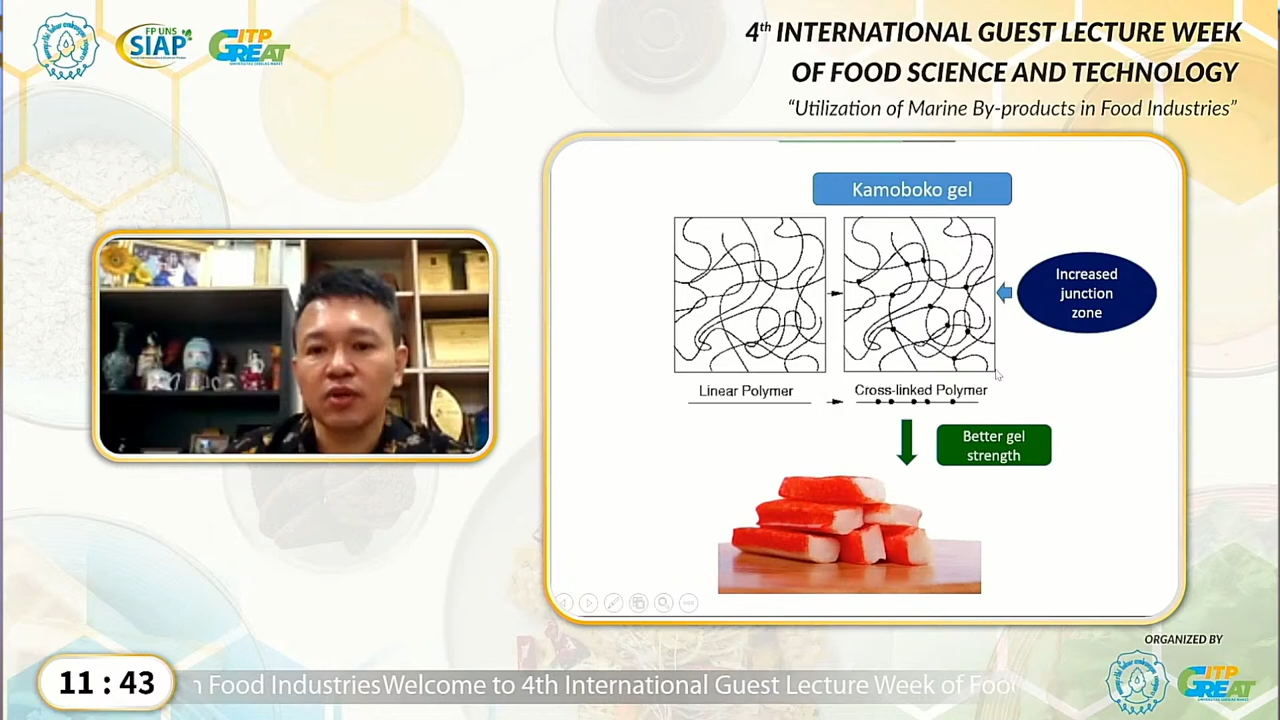 FP UNS
SIAP
ITP
GREAT
4th INTERNATIONAL GUEST LECTURE WEEK
OF FOOD SCIENCE AND TECHNOLOGY
“Utilization of Marine By-products in Food Industries”
Kamoboko gel
Increased
junction
zone
Linear Polymer
Cross-linked Polymer
Better gel
strength
ORGANIZED BY
ITP
GREAT
11 : 43
n Food IndustriesWelcome to 4th International Guest Lecture Week of Foo